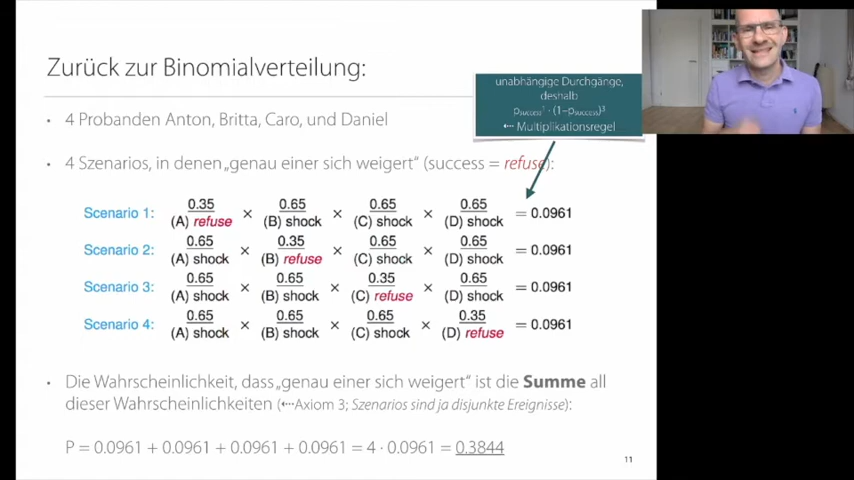 Zurück zur Binomialverteilung:
unabhängige Durchgänge,
deshalb
p_success¹ · (1–p_success)³
⇠ Multiplikationsregel
• 4 Probanden Anton, Britta, Caro, und Daniel
• 4 Szenarios, in denen „genau einer sich weigert“ (success = refuse):
Scenario 1: 0.35/(A) refuse × 0.65/(B) shock × 0.65/(C) shock × 0.65/(D) shock = 0.0961
Scenario 2: 0.65/(A) shock × 0.35/(B) refuse × 0.65/(C) shock × 0.65/(D) shock = 0.0961
Scenario 3: 0.65/(A) shock × 0.65/(B) shock × 0.35/(C) refuse × 0.65/(D) shock = 0.0961
Scenario 4: 0.65/(A) shock × 0.65/(B) shock × 0.65/(C) shock × 0.35/(D) refuse = 0.0961
• Die Wahrscheinlichkeit, dass „genau einer sich weigert“ ist die Summe all
dieser Wahrscheinlichkeiten (⇠Axiom 3; Szenarios sind ja disjunkte Ereignisse):
P = 0.0961 + 0.0961 + 0.0961 + 0.0961 = 4 · 0.0961 = 0.3844
11